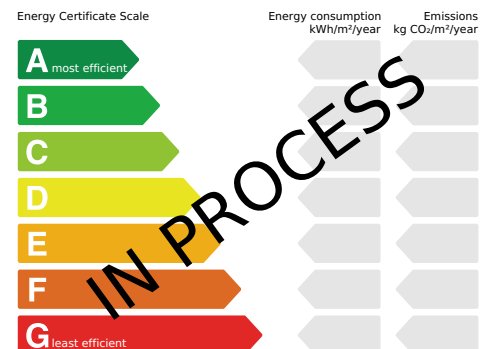 Energy Certificate Scale
Energy consumption
kWh/m²/year
Emissions
kg CO₂/m²/year
A most efficient
B
C
D
E
F
G least efficient
IN PROCESS